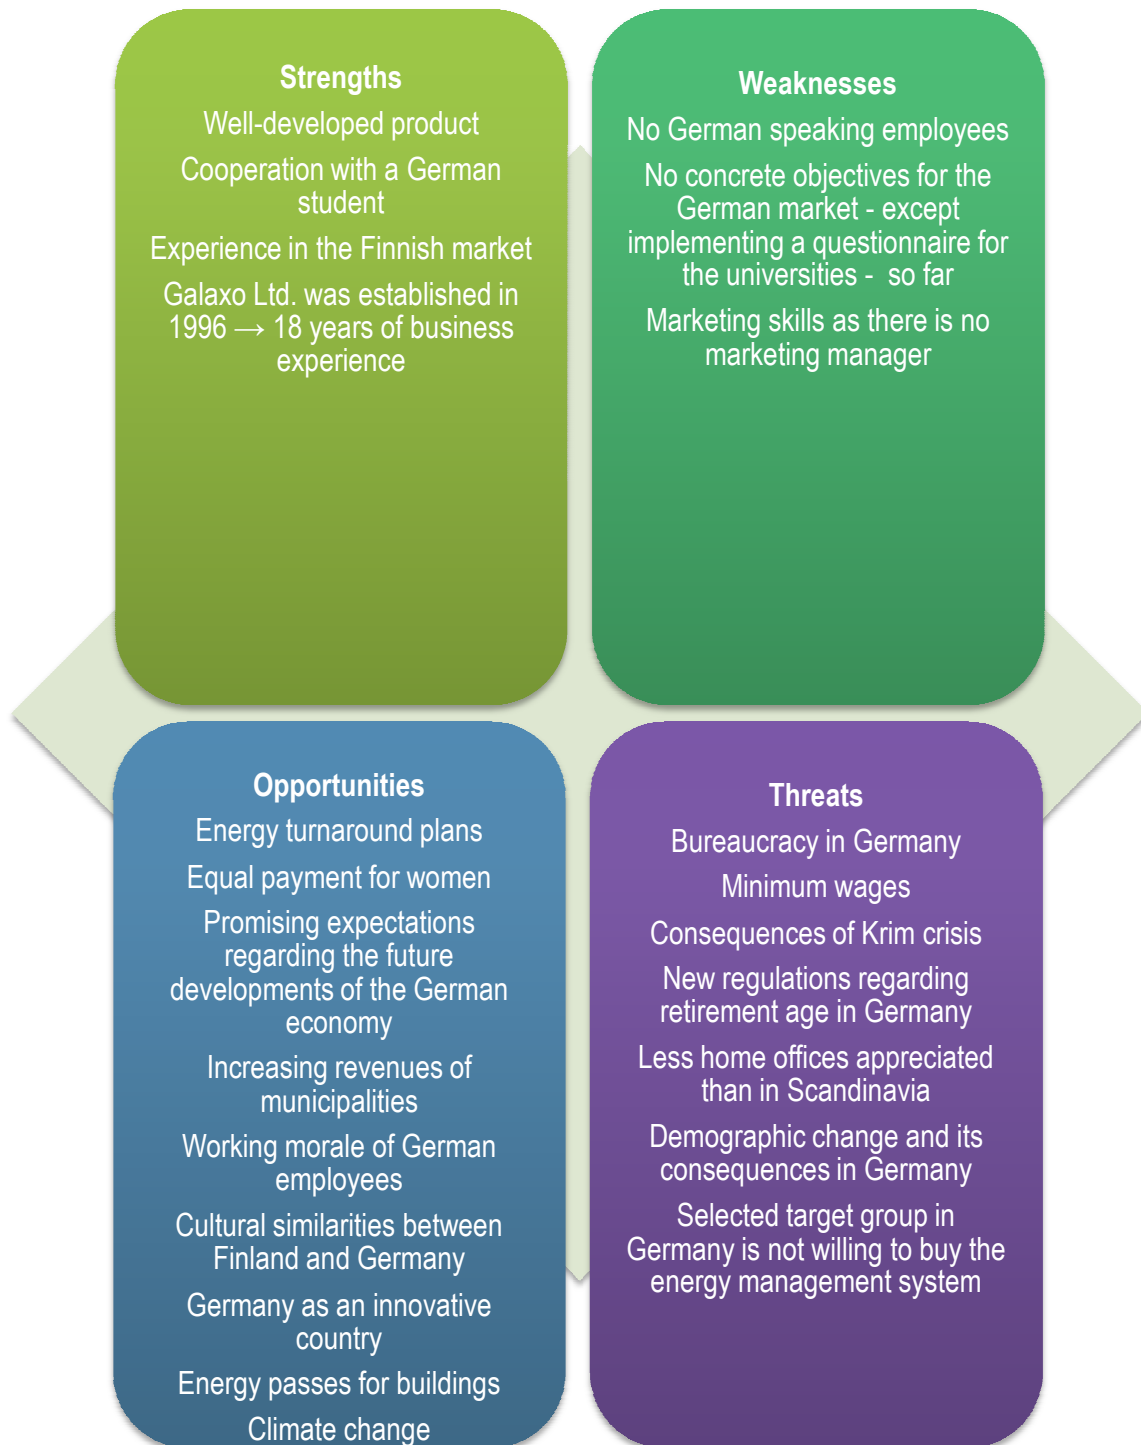 Strengths
Well-developed product
Cooperation with a German
student
Experience in the Finnish market
Galaxo Ltd. was established in
1996 → 18 years of business
experience
Weaknesses
No German speaking employees
No concrete objectives for the
German market - except
implementing a questionnaire for
the universities - so far
Marketing skills as there is no
marketing manager
Opportunities
Energy turnaround plans
Equal payment for women
Promising expectations
regarding the future
developments of the German
economy
Increasing revenues of
municipalities
Working morale of German
employees
Cultural similarities between
Finland and Germany
Germany as an innovative
country
Energy passes for buildings
Climate change
Threats
Bureaucracy in Germany
Minimum wages
Consequences of Krim crisis
New regulations regarding
retirement age in Germany
Less home offices appreciated
than in Scandinavia
Demographic change and its
consequences in Germany
Selected target group in
Germany is not willing to buy the
energy management system